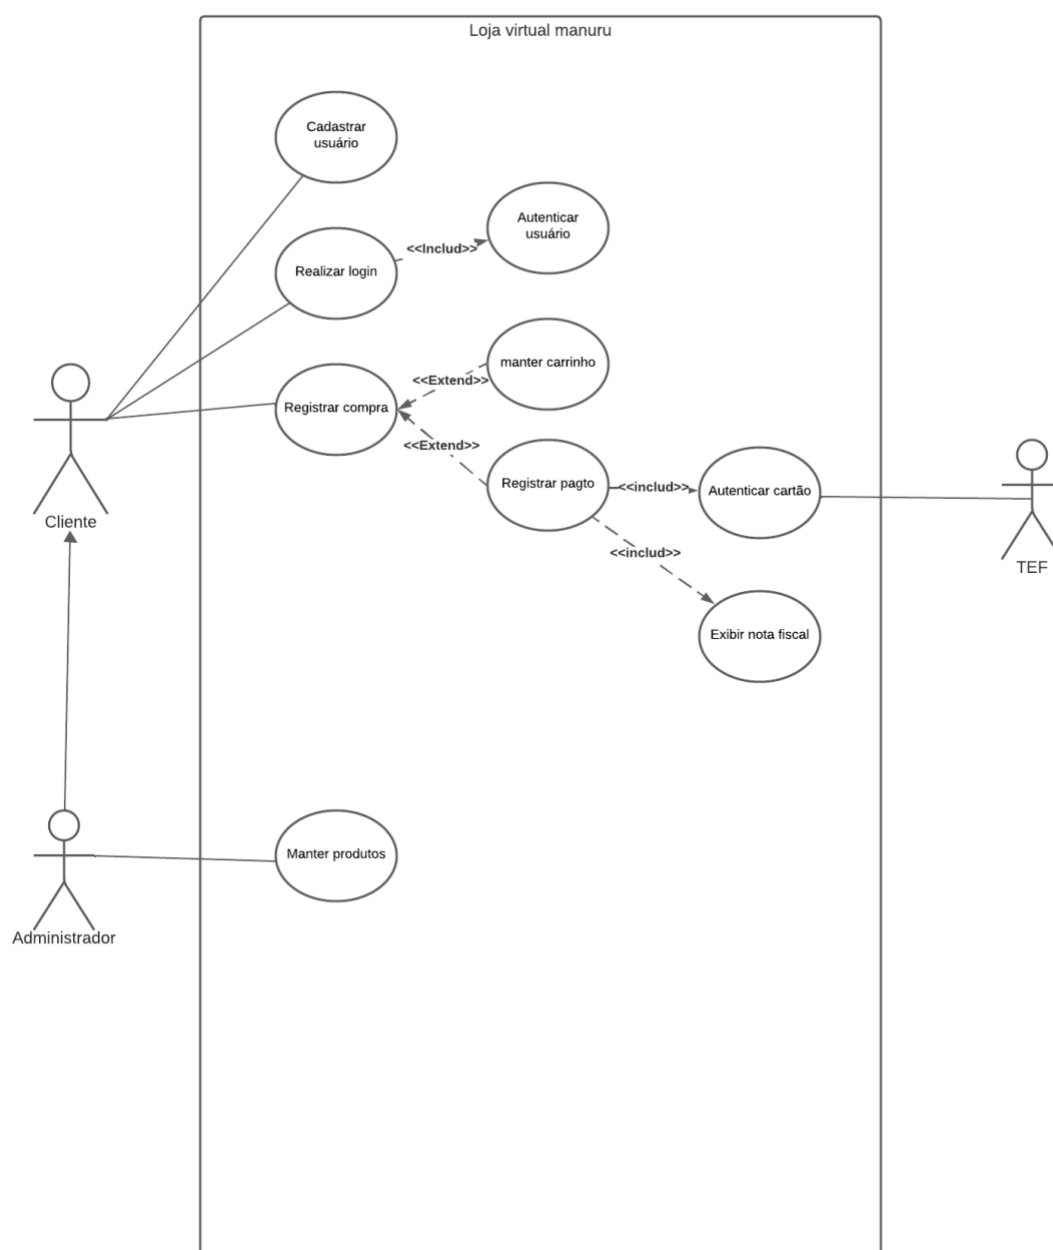 Loja virtual manuru
Cadastrar
usuário
Autenticar
usuário
<<Includ>>
Realizar login
manter carrinho
<<Extend>>
Registrar compra
<<Extend>>
Registrar pagto
<<includ>>
Autenticar cartão
Cliente
<<includ>>
TEF
Exibir nota fiscal
Manter produtos
Administrador